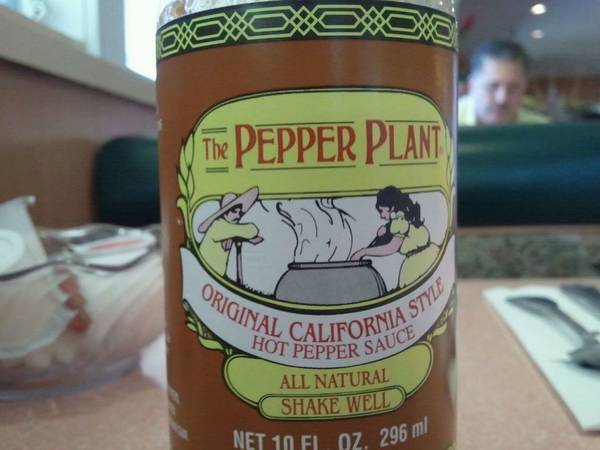 The PEPPER PLANT
ORIGINAL CALIFORNIA STYLE
HOT PEPPER SAUCE
ALL NATURAL
SHAKE WELL
NET 10 FL. OZ. 296 ml